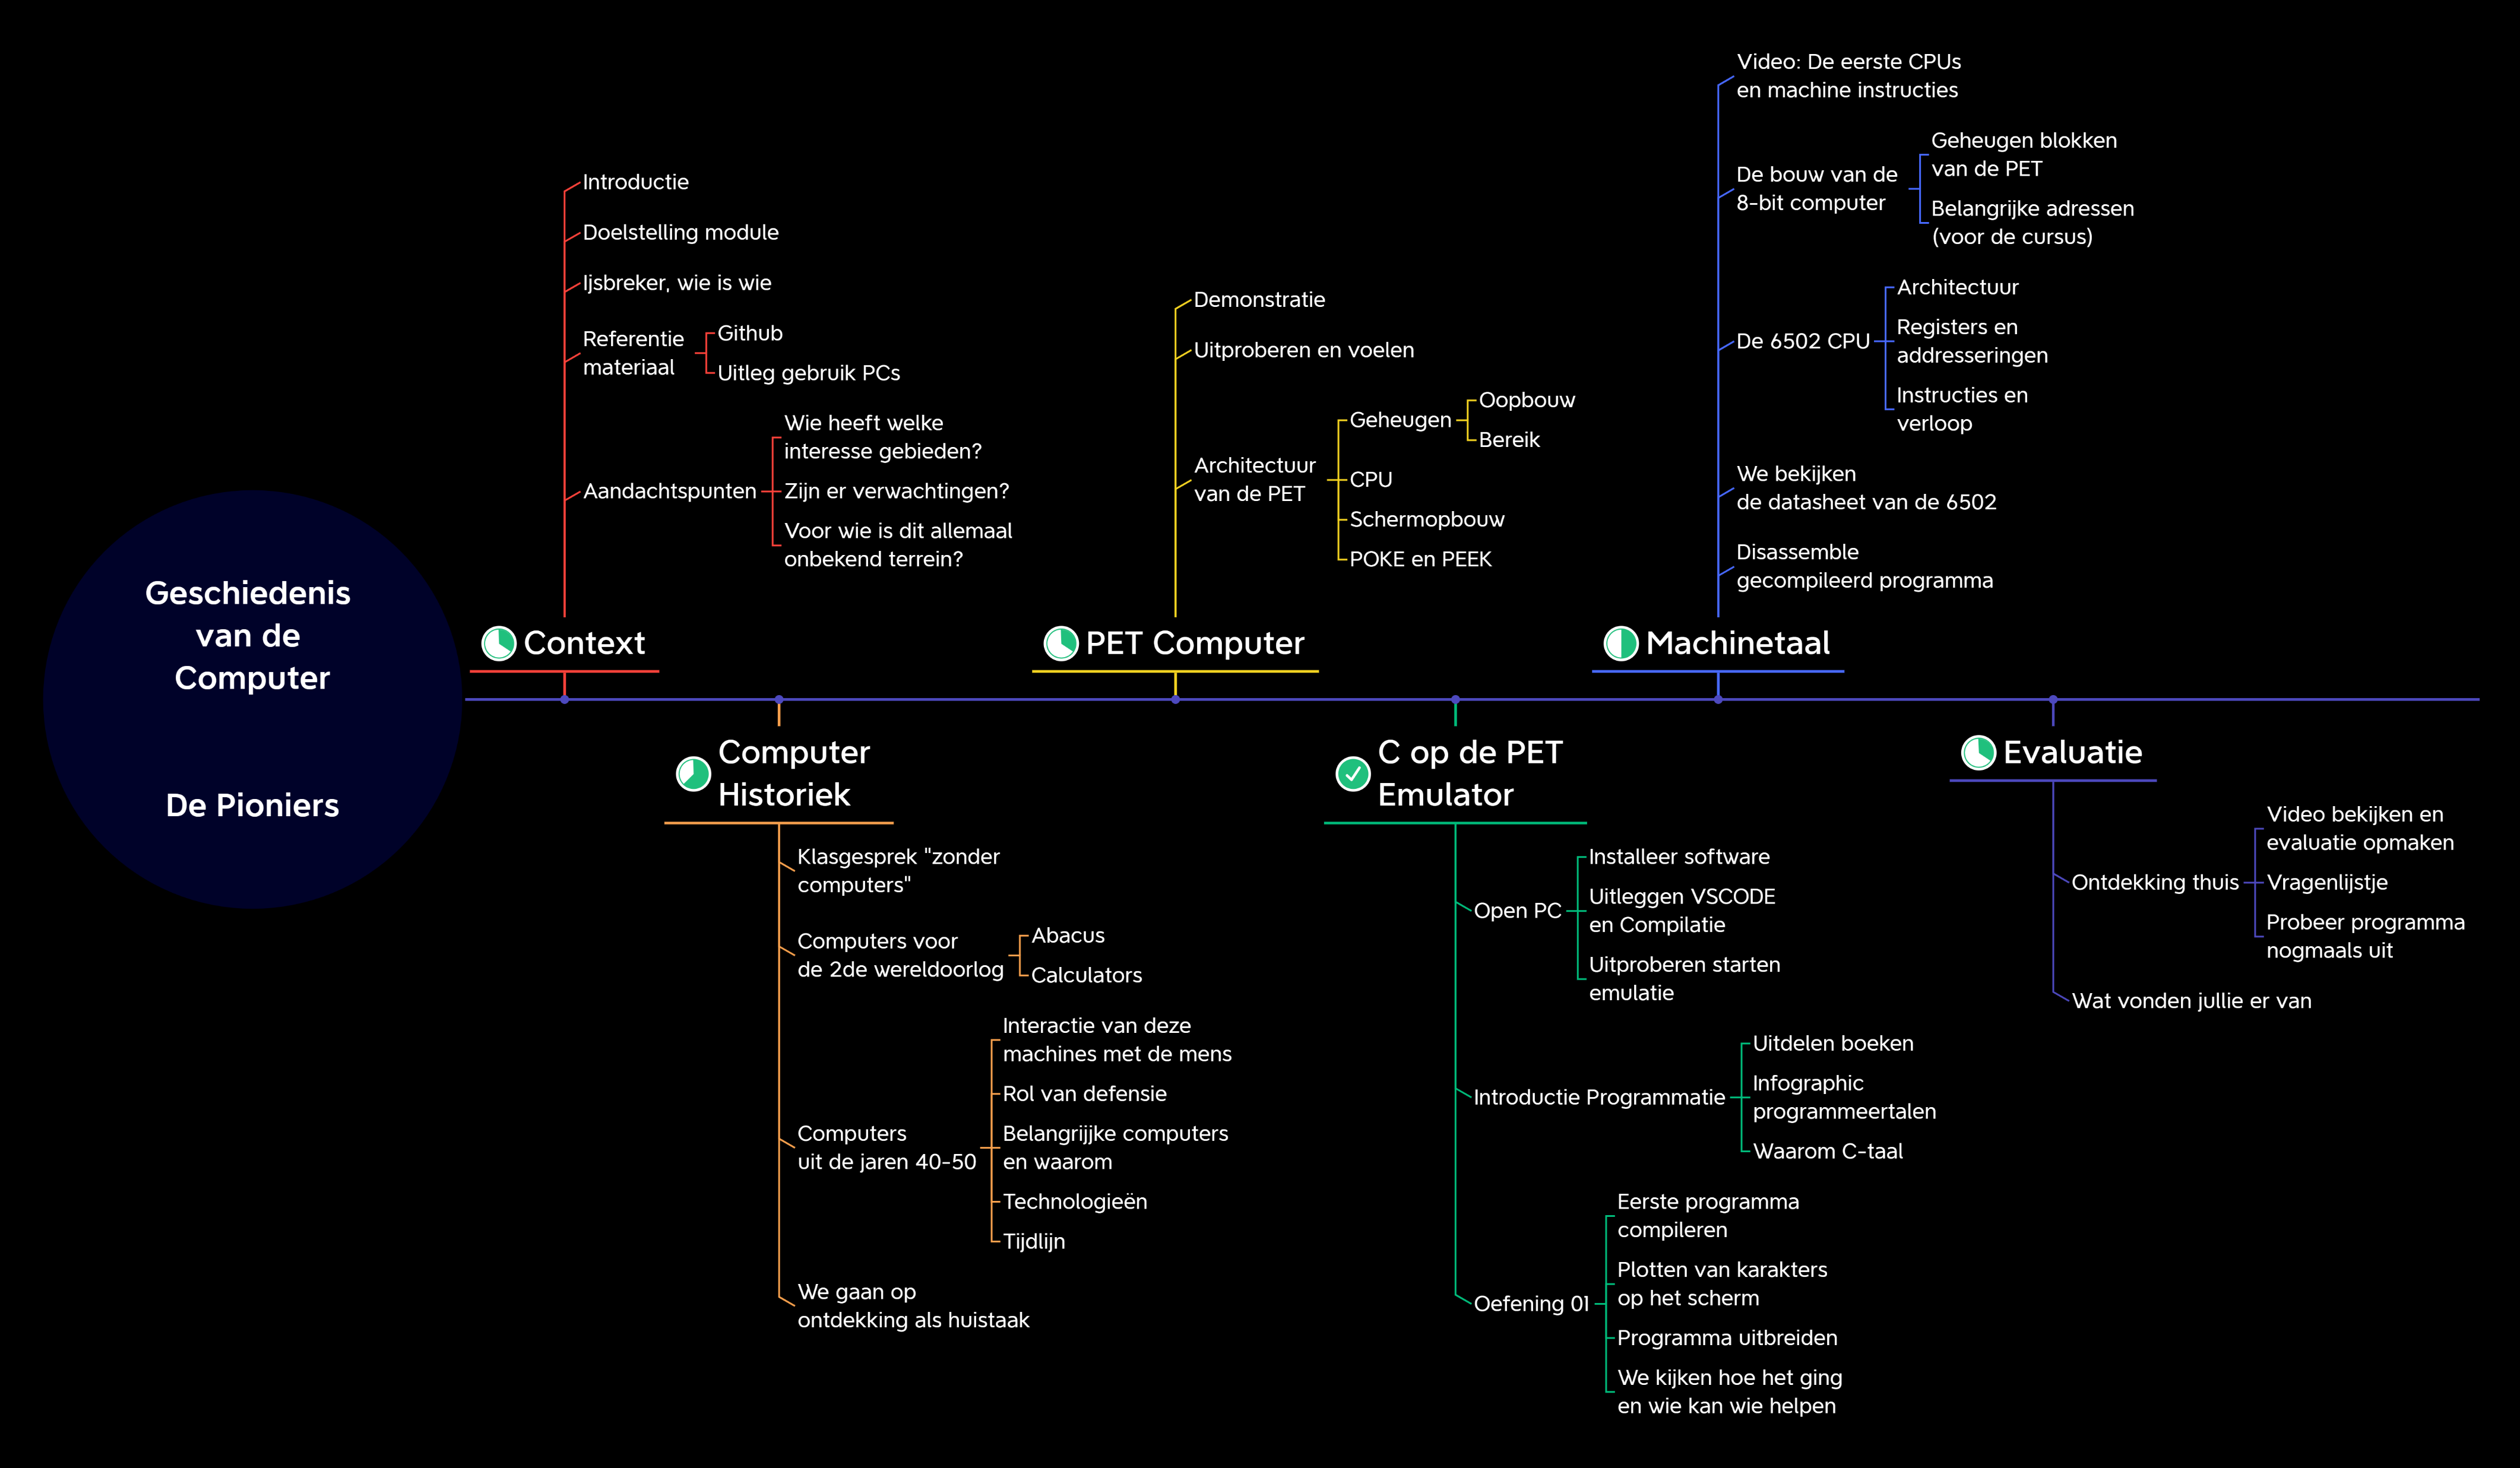 Geschiedenis
van de
Computer
De Pioniers
Context
Introductie
Doelstelling module
Ijsbreker, wie is wie
Referentie
materiaal
Github
Uitleg gebruik PCs
Aandachtspunten
Wie heeft welke
interesse gebieden?
Zijn er verwachtingen?
Voor wie is dit allemaal
onbekend terrein?
Computer
Historiek
Klasgesprek "zonder
computers"
Computers voor
de 2de wereldoorlog
Abacus
Calculators
Computers
uit de jaren 40-50
Interactie van deze
machines met de mens
Rol van defensie
Belangrijjke computers
en waarom
Technologieën
Tijdlijn
We gaan op
ontdekking als huistaak
PET Computer
Demonstratie
Uitproberen en voelen
Architectuur
van de PET
Geheugen
Oopbouw
Bereik
CPU
Schermopbouw
POKE en PEEK
C op de PET
Emulator
Open PC
Installeer software
Uitleggen VSCODE
en Compilatie
Uitproberen starten
emulatie
Introductie Programmatie
Uitdelen boeken
Infographic
programmeertalen
Waarom C-taal
Oefening 01
Eerste programma
compileren
Plotten van karakters
op het scherm
Programma uitbreiden
We kijken hoe het ging
en wie kan wie helpen
Machinetaal
Video: De eerste CPUs
en machine instructies
De bouw van de
8-bit computer
Geheugen blokken
van de PET
Belangrijke adressen
(voor de cursus)
De 6502 CPU
Architectuur
Registers en
addresseringen
Instructies en
verloop
We bekijken
de datasheet van de 6502
Disassemble
gecompileerd programma
Evaluatie
Ontdekking thuis
Video bekijken en
evaluatie opmaken
Vragenlijstje
Probeer programma
nogmaals uit
Wat vonden jullie er van